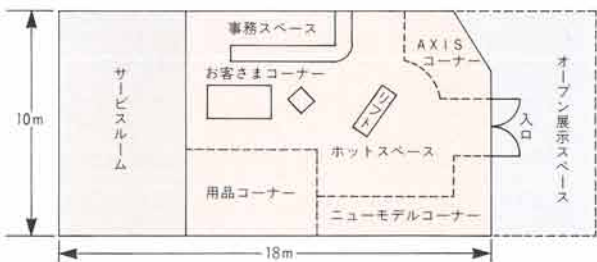 事務スペース
AXIS
コーナー
お客さまコーナー
サービスルーム
10m
リフト
入口
オープン展示スペース
ホットスペース
用品コーナー
ニューモデルコーナー
18m